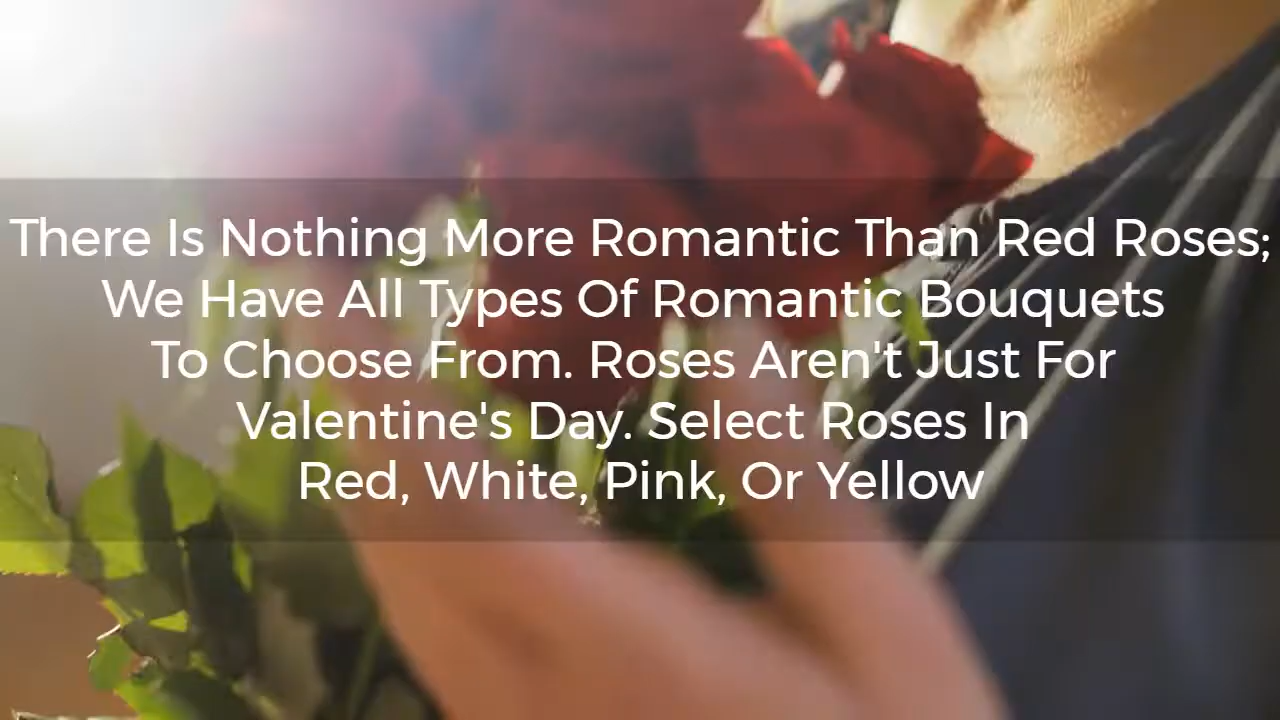 There Is Nothing More Romantic Than Red Roses;
We Have All Types Of Romantic Bouquets
To Choose From. Roses Aren't Just For
Valentine's Day. Select Roses In
Red, White, Pink, Or Yellow